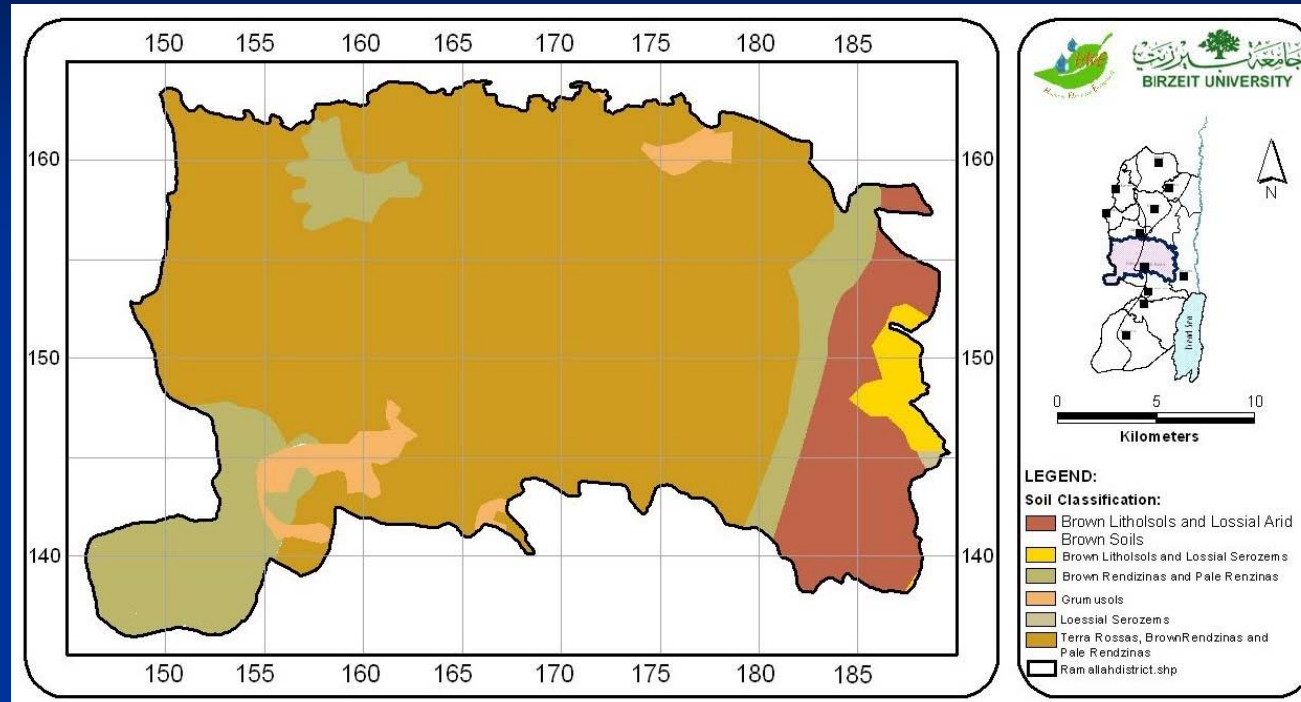 150 155 160 165 170 175 180 185
160 160
150 150
140 140
150 155 160 165 170 175 180 185
جامعة بيرزيت
BIRZEIT UNIVERSITY
N
Dead Sea
0 5 10
Kilometers
LEGEND:
Soil Classification:
Brown Litholsols and Lossial Arid
Brown Soils
Brown Litholsols and Lossial Serozems
Brown Rendizinas and Pale Renzinas
Grumusols
Loessial Serozems
Terra Rossas, BrownRendzinas and
Pale Rendzinas
Ramallahdistrict.shp